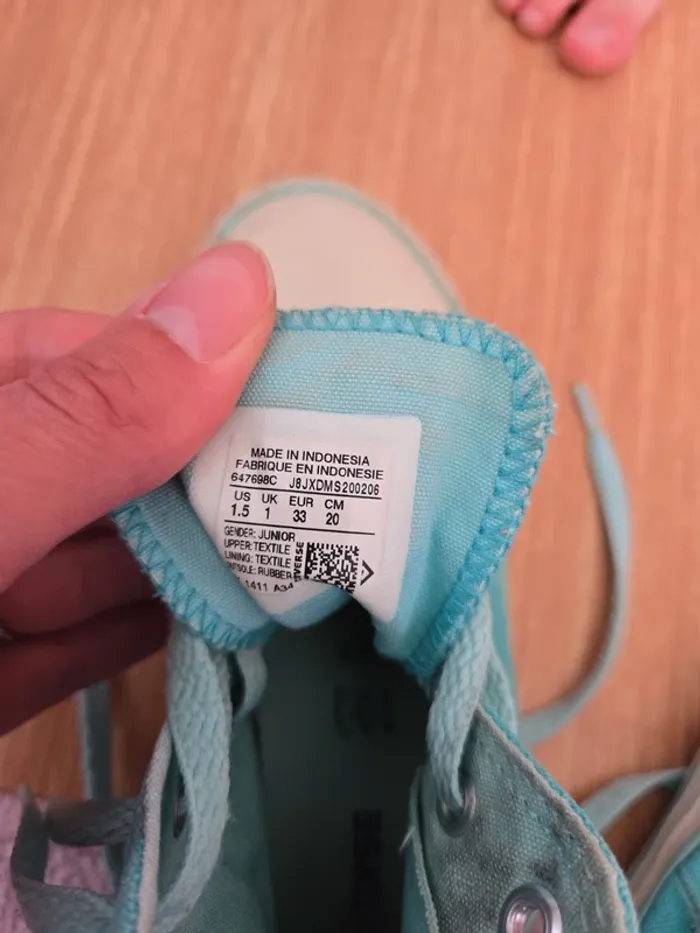 MADE IN INDONESIA
FABRIQUE EN INDONESIE
647698C J8JXDMS200206
US UK EUR CM
1.5 1 33 20
GENDER: JUNIOR
UPPER: TEXTILE
LINING: TEXTILE
RUBBER
1411